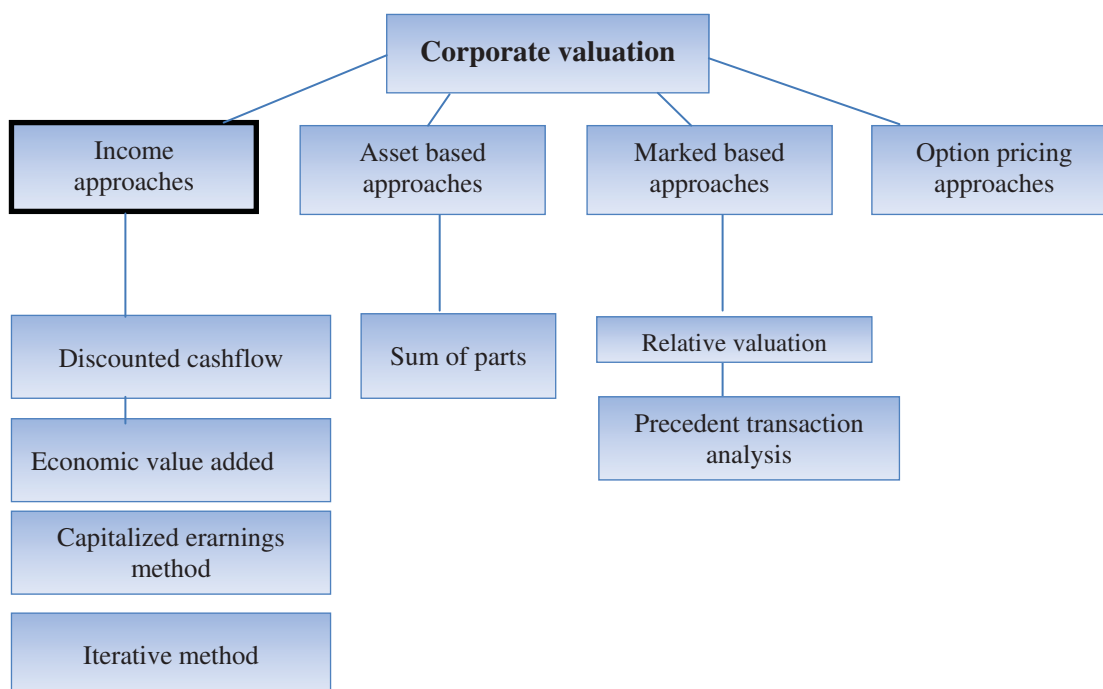 Corporate valuation
Income
approaches
Asset based
approaches
Marked based
approaches
Option pricing
approaches
Discounted cashflow
Sum of parts
Relative valuation
Precedent transaction
analysis
Economic value added
Capitalized erarnings
method
Iterative method